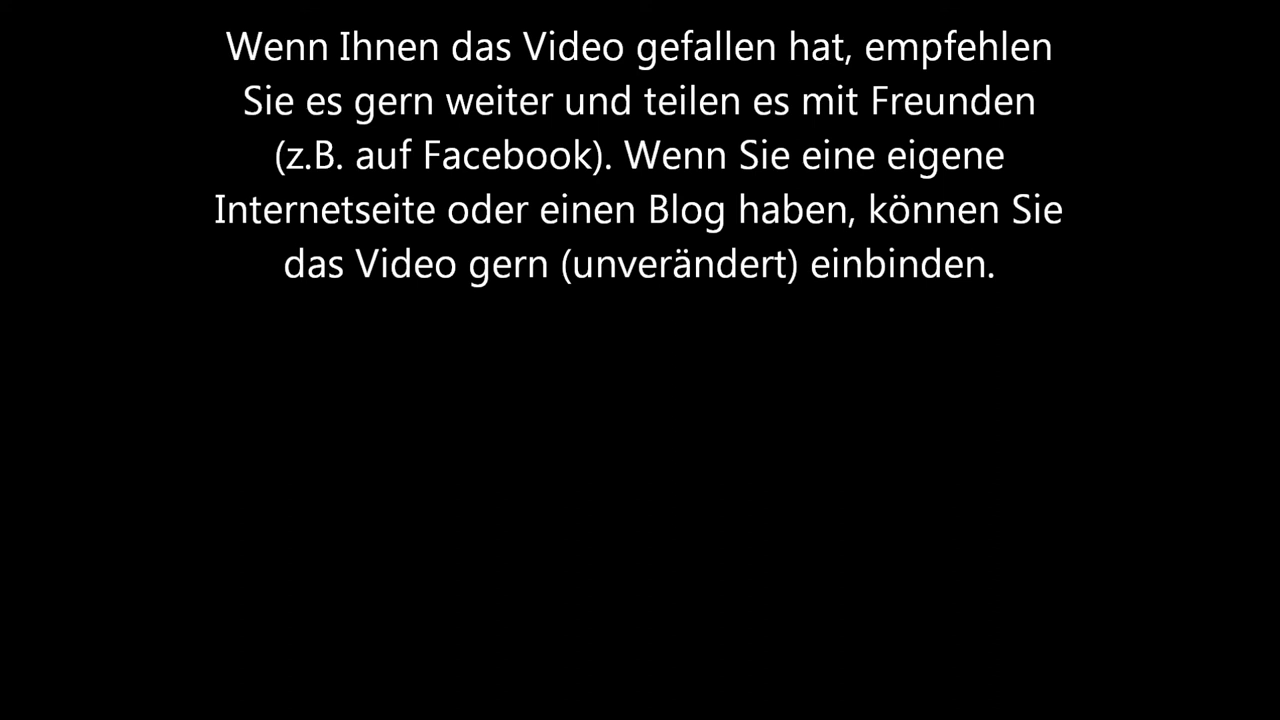 Wenn Ihnen das Video gefallen hat, empfehlen
Sie es gern weiter und teilen es mit Freunden
(z.B. auf Facebook). Wenn Sie eine eigene
Internetseite oder einen Blog haben, können Sie
das Video gern (unverändert) einbinden.